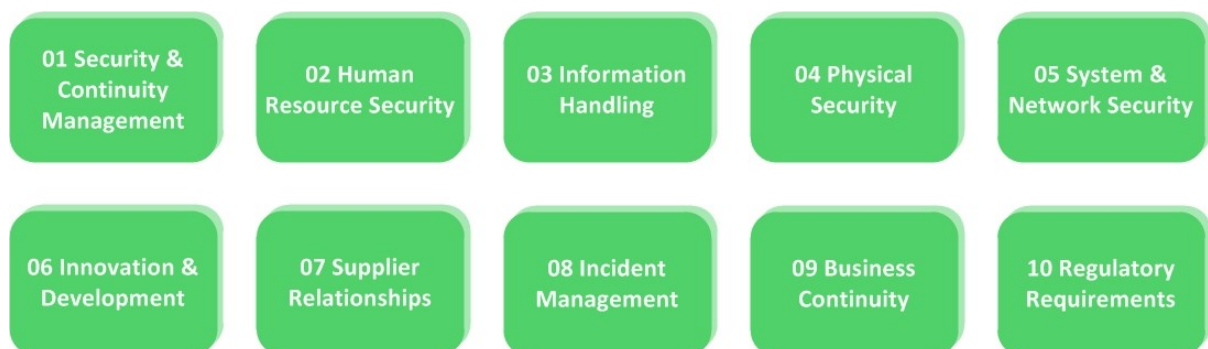 01 Security &
Continuity
Management
02 Human
Resource Security
03 Information
Handling
04 Physical
Security
05 System &
Network Security
06 Innovation &
Development
07 Supplier
Relationships
08 Incident
Management
09 Business
Continuity
10 Regulatory
Requirements